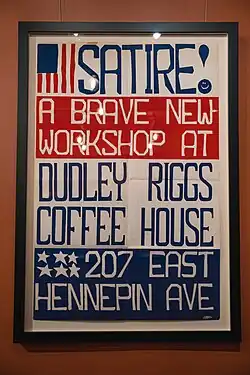 SATIRE!
A BRAVE NEW
WORKSHOP AT
DUDLEY RIGGS
COFFEE HOUSE
207 EAST
HENNEPIN AVE